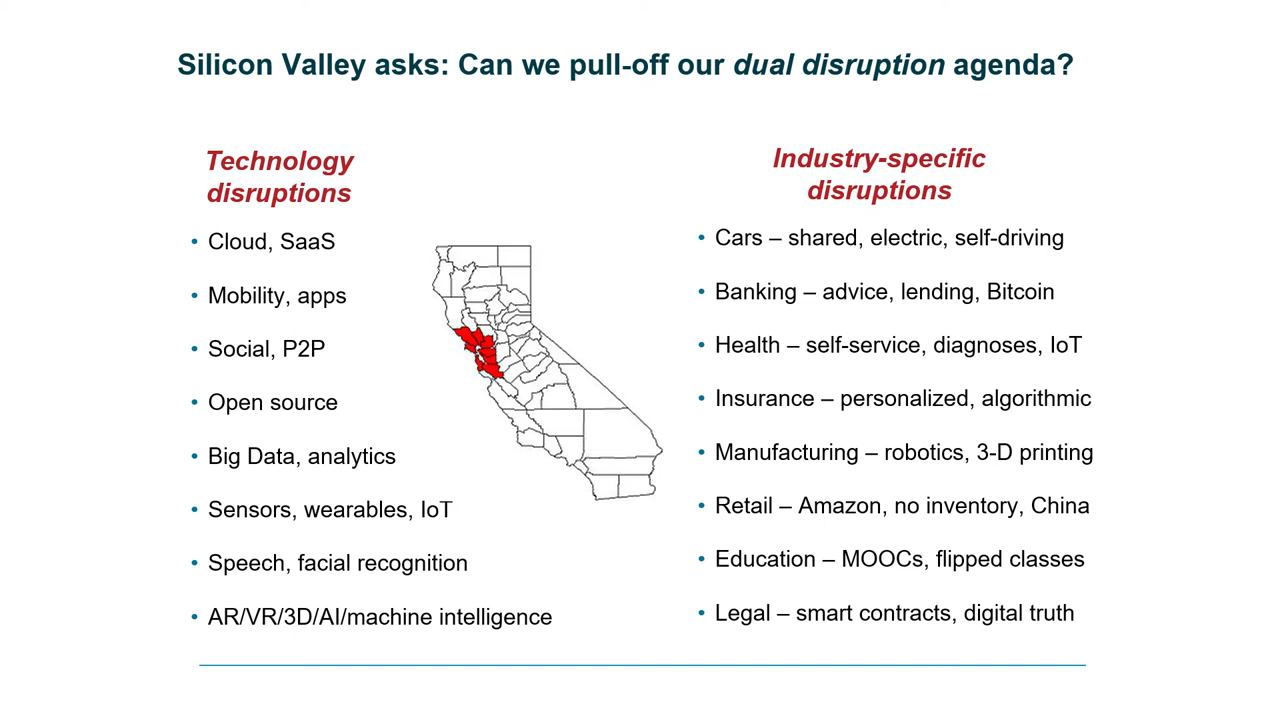 Silicon Valley asks: Can we pull-off our dual disruption agenda?
Technology
disruptions
• Cloud, SaaS
• Mobility, apps
• Social, P2P
• Open source
• Big Data, analytics
• Sensors, wearables, IoT
• Speech, facial recognition
• AR/VR/3D/AI/machine intelligence
Industry-specific
disruptions
• Cars – shared, electric, self-driving
• Banking – advice, lending, Bitcoin
• Health – self-service, diagnoses, IoT
• Insurance – personalized, algorithmic
• Manufacturing – robotics, 3-D printing
• Retail – Amazon, no inventory, China
• Education – MOOCs, flipped classes
• Legal – smart contracts, digital truth